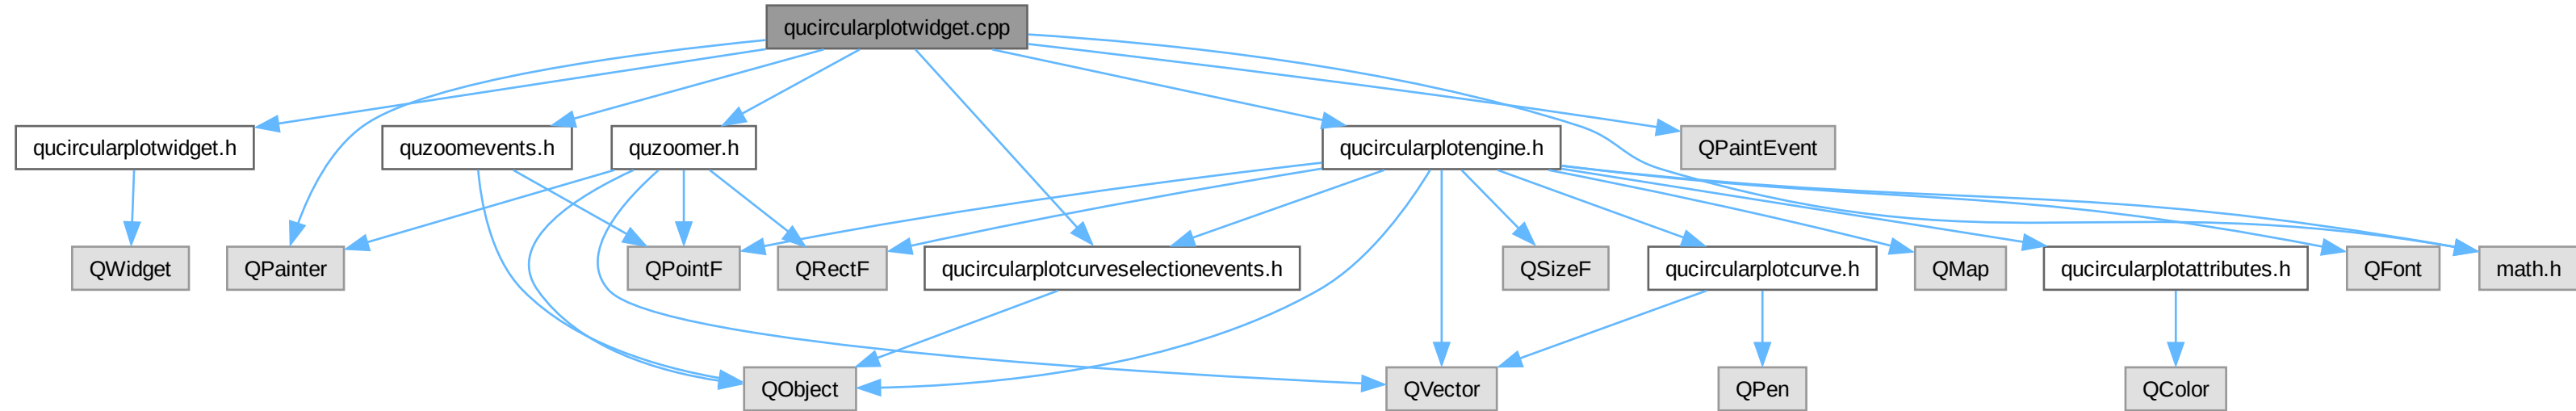 qucircularplotwidget.cpp
qucircularplotwidget.h
quzoomevents.h
quzoomer.h
qucircularplotengine.h
QPaintEvent
QWidget
QPainter
QPointF
QRectF
qucircularplotcurveselectionevents.h
QSizeF
qucircularplotcurve.h
QMap
qucircularplotattributes.h
QFont
math.h
QObject
QVector
QPen
QColor